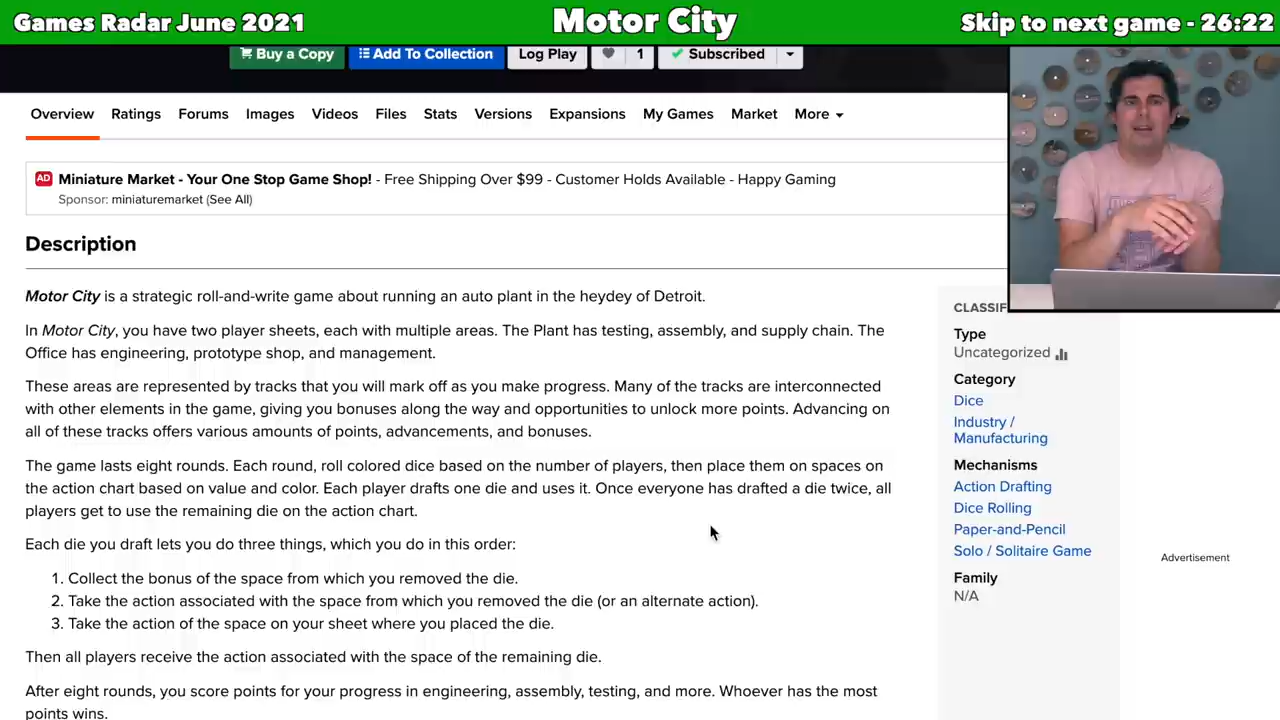 Games Radar June 2021
Motor City
Skip to next game - 26:22
Buy a Copy
Add To Collection
Log Play
1
Subscribed
Overview
Ratings
Forums
Images
Videos
Files
Stats
Versions
Expansions
My Games
Market
More
AD Miniature Market - Your One Stop Game Shop! - Free Shipping Over $99 - Customer Holds Available - Happy Gaming
Sponsor: miniaturemarket (See All)
Description
Motor City is a strategic roll-and-write game about running an auto plant in the heydey of Detroit.
In Motor City, you have two player sheets, each with multiple areas. The Plant has testing, assembly, and supply chain. The
Office has engineering, prototype shop, and management.
These areas are represented by tracks that you will mark off as you make progress. Many of the tracks are interconnected
with other elements in the game, giving you bonuses along the way and opportunities to unlock more points. Advancing on
all of these tracks offers various amounts of points, advancements, and bonuses.
The game lasts eight rounds. Each round, roll colored dice based on the number of players, then place them on spaces on
the action chart based on value and color. Each player drafts one die and uses it. Once everyone has drafted a die twice, all
players get to use the remaining die on the action chart.
Each die you draft lets you do three things, which you do in this order:
1. Collect the bonus of the space from which you removed the die.
2. Take the action associated with the space from which you removed the die (or an alternate action).
3. Take the action of the space on your sheet where you placed the die.
Then all players receive the action associated with the space of the remaining die.
After eight rounds, you score points for your progress in engineering, assembly, testing, and more. Whoever has the most
points wins.
CLASSIF
Type
Uncategorized
Category
Dice
Industry /
Manufacturing
Mechanisms
Action Drafting
Dice Rolling
Paper-and-Pencil
Solo / Solitaire Game
Family
N/A
Advertisement